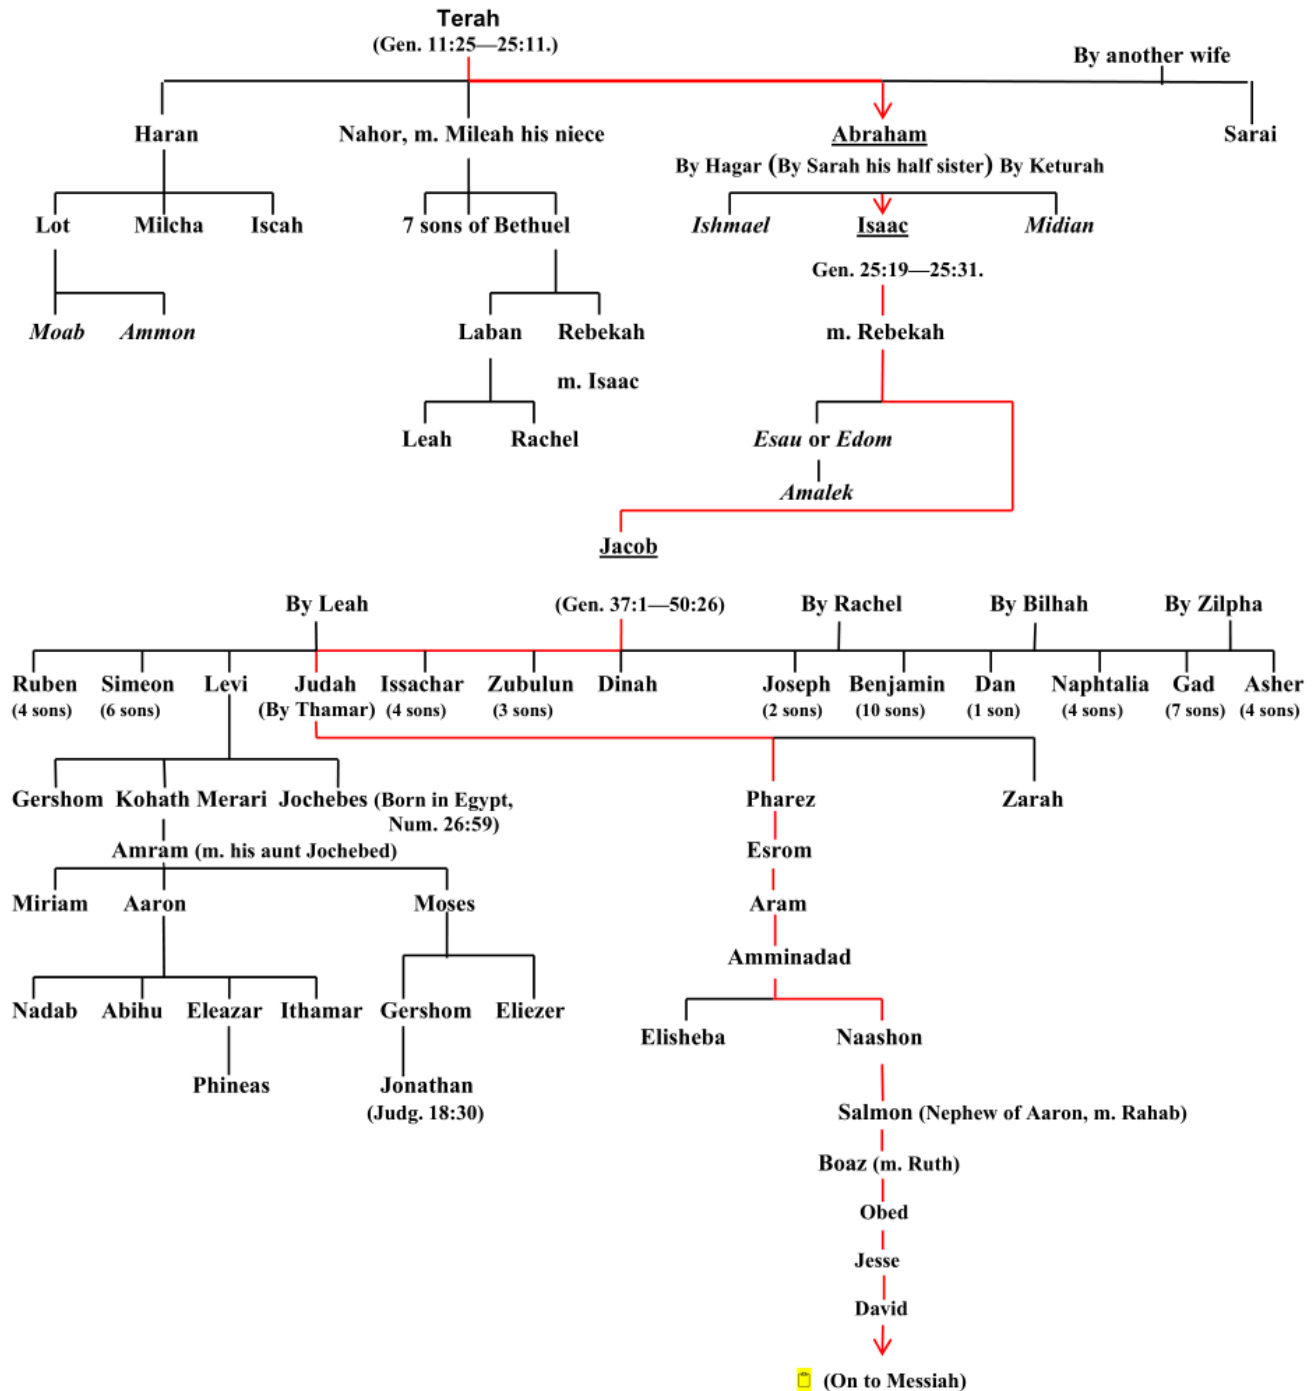 Terah
(Gen. 11:25—25:11.)
By another wife
Haran Nahor, m. Mileah his niece Abraham Sarai
By Hagar (By Sarah his half sister) By Keturah
Lot Milcha Iscah 7 sons of Bethuel Ishmael Isaac Midian
Gen. 25:19—25:31.
Moab Ammon Laban Rebekah m. Rebekah
m. Isaac
Leah Rachel Esau or Edom
Amalek
Jacob
By Leah (Gen. 37:1—50:26) By Rachel By Bilhah By Zilpha
Ruben Simeon Levi Judah Issachar Zubulun Dinah Joseph Benjamin Dan Naphtalia Gad Asher
(4 sons) (6 sons) (By Thamar) (4 sons) (3 sons) (2 sons) (10 sons) (1 son) (4 sons) (7 sons) (4 sons)
Gershom Kohath Merari Jochebes (Born in Egypt, Pharez Zarah
Num. 26:59)
Amram (m. his aunt Jochebed) Esrom
Miriam Aaron Moses Aram
Amminadad
Nadab Abihu Eleazar Ithamar Gershom Eliezer
Elisheba Naashon
Phineas Jonathan
(Judg. 18:30) Salmon (Nephew of Aaron, m. Rahab)
Boaz (m. Ruth)
Obed
Jesse
David
(On to Messiah)